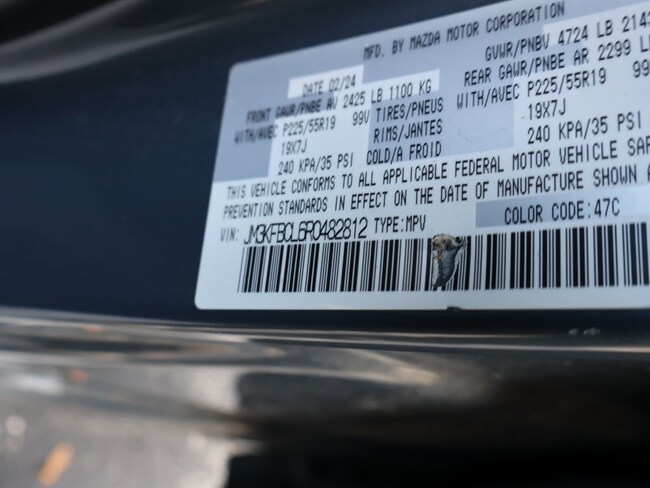 MFD. BY MAZDA MOTOR CORPORATION
DATE 02/24 GVWR/PNBV 4724 LB 2143
FRONT GAWR/PNBE AV 2425 LB 1100 KG REAR GAWR/PNBE AR 2299 LB
WITH/AVEC P225/55R19 99V TIRES/PNEUS WITH/AVEC P225/55R19 99
19X7J RIMS/JANTES 19X7J
240 KPA/35 PSI COLD/A FROID 240 KPA/35 PSI
THIS VEHICLE CONFORMS TO ALL APPLICABLE FEDERAL MOTOR VEHICLE SAF
PREVENTION STANDARDS IN EFFECT ON THE DATE OF MANUFACTURE SHOWN A
VIN: JM3KFBCL6R0482812 TYPE:MPV COLOR CODE:47C